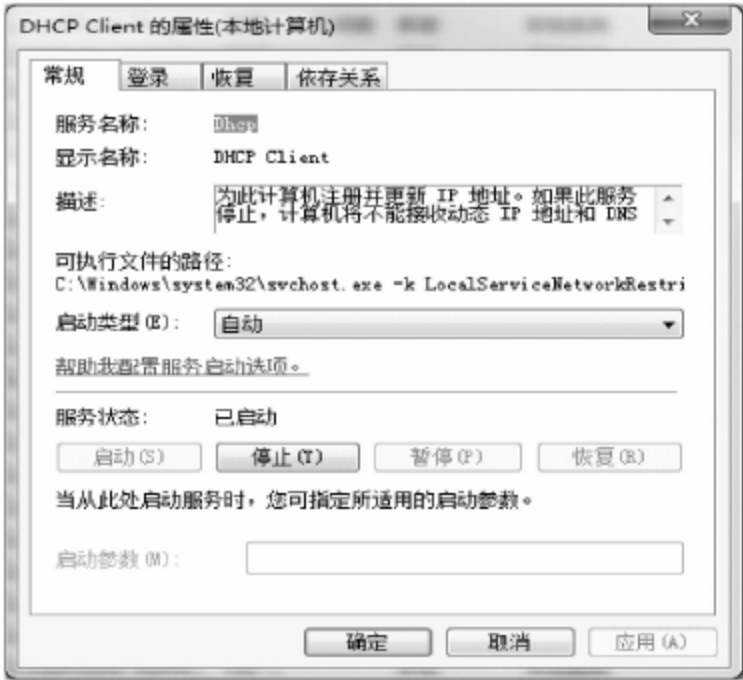 DHCP Client 的属性(本地计算机)
常规 登录 恢复 依存关系
服务名称: Dhcp
显示名称: DHCP Client
描述: 为此计算机注册并更新 IP 地址。如果此服务
停止，计算机将不能接收动态 IP 地址和 DNS
可执行文件的路径:
C:\Windows\system32\svchost.exe -k LocalServiceNetworkRestri
启动类型(E): 自动
帮助我配置服务启动选项。
服务状态: 已启动
启动(S) 停止(T) 暂停(P) 恢复(R)
当从此处启动服务时，您可指定所适用的启动参数。
启动参数(M):
确定 取消 应用(A)